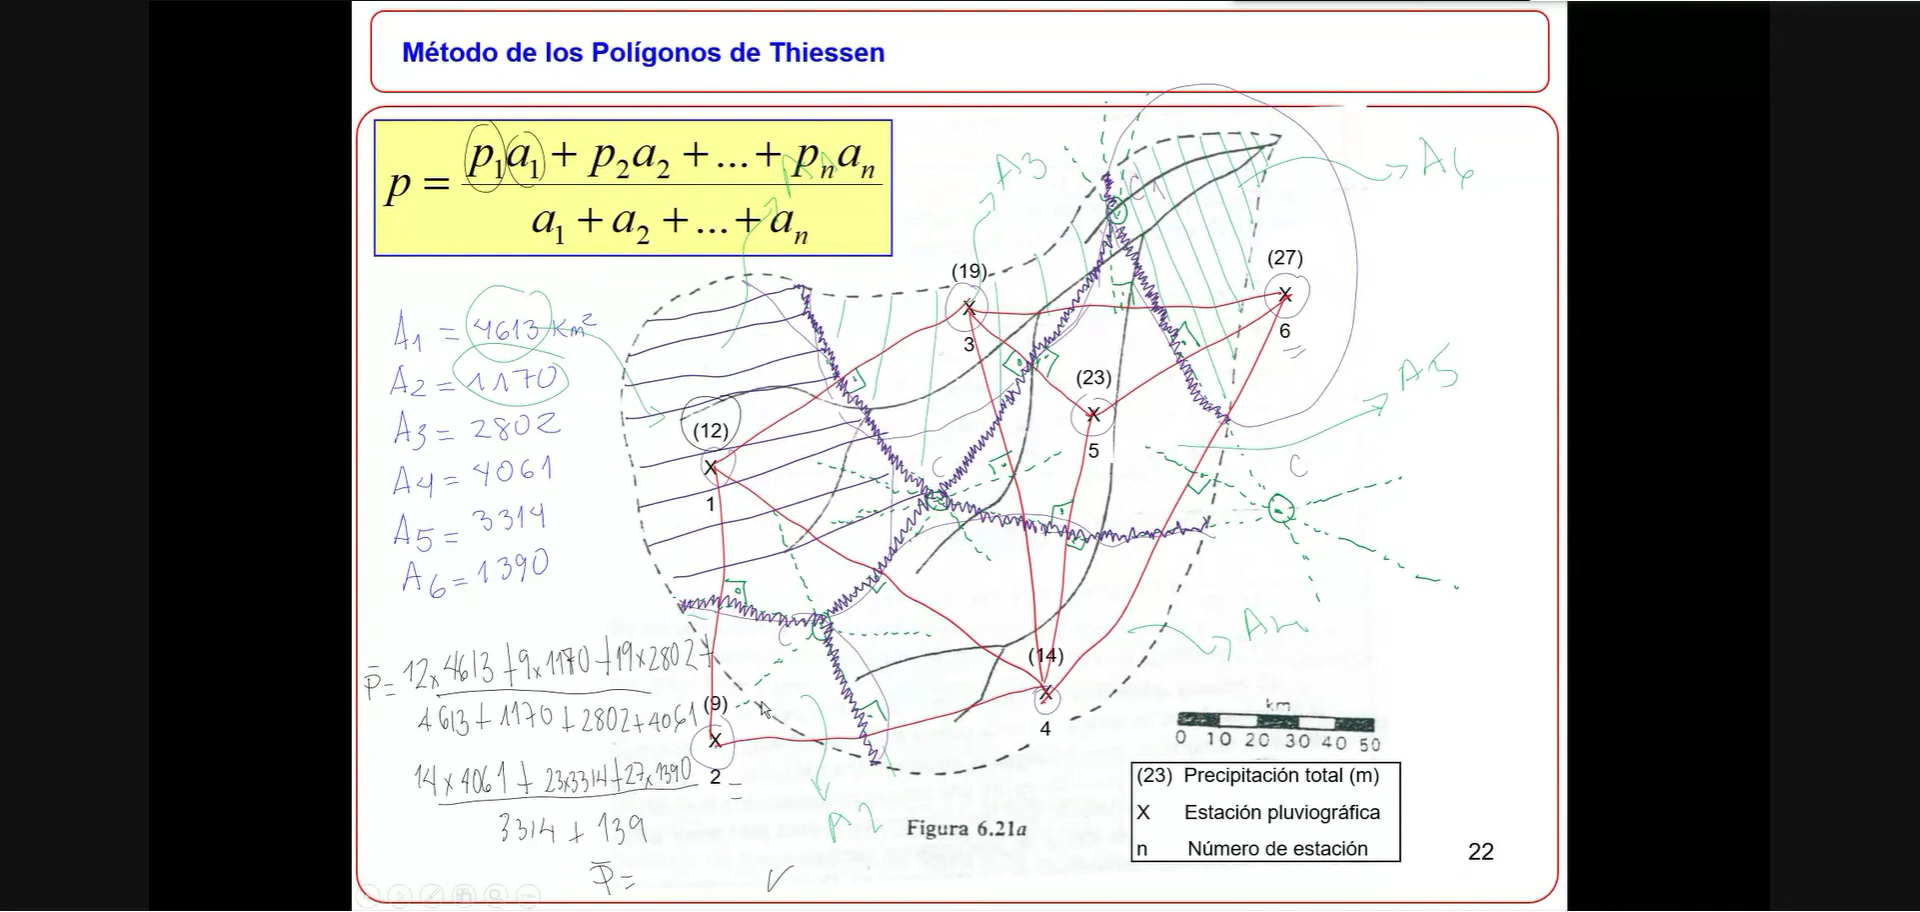 Método de los Polígonos de Thiessen
p = p1a1 + p2a2 + ... + pnan
a1 + a2 + ... + an
A1 = 4613 Km²
A2 = 1170
A3 = 2802
A4 = 4061
A5 = 3314
A6 = 1390
A3
A6
(19)
3
(27)
6
(23)
5
A5
(12)
1
C
C
C
C1
A4
(14)
4
(9)
2
A2
P̄ = 12x4613 + 9x1170 + 19x2802 +
4613 + 1170 + 2802 + 4061
14 x 4061 + 23x3314 + 27x1390 =
3314 + 139
P̄ =
km
0 10 20 30 40 50
(23) Precipitación total (m)
X Estación pluviográfica
n Número de estación
Figura 6.21a
22